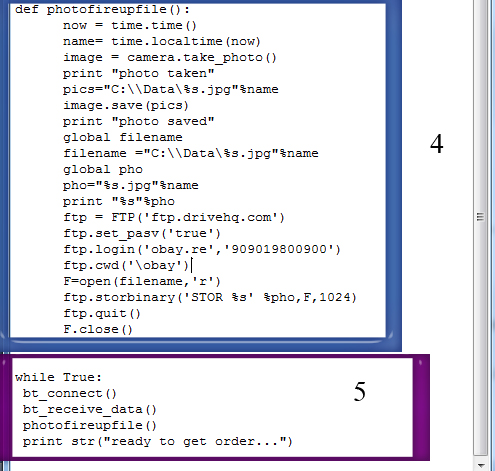 def photofireupfile():
now = time.time()
name= time.localtime(now)
image = camera.take_photo()
print "photo taken"
pics="C:\\Data\%s.jpg"%name
image.save(pics)
print "photo saved"
global filename
filename ="C:\\Data\%s.jpg"%name
global pho
pho="%s.jpg"%name
print "%s"%pho
ftp = FTP('ftp.drivehq.com')
ftp.set_pasv('true')
ftp.login('obay.re','909019800900')
ftp.cwd('\obay')
F=open(filename,'r')
ftp.storbinary('STOR %s' %pho,F,1024)
ftp.quit()
F.close()
4
while True:
bt_connect()
bt_receive_data()
photofireupfile()
print str("ready to get order...")
5